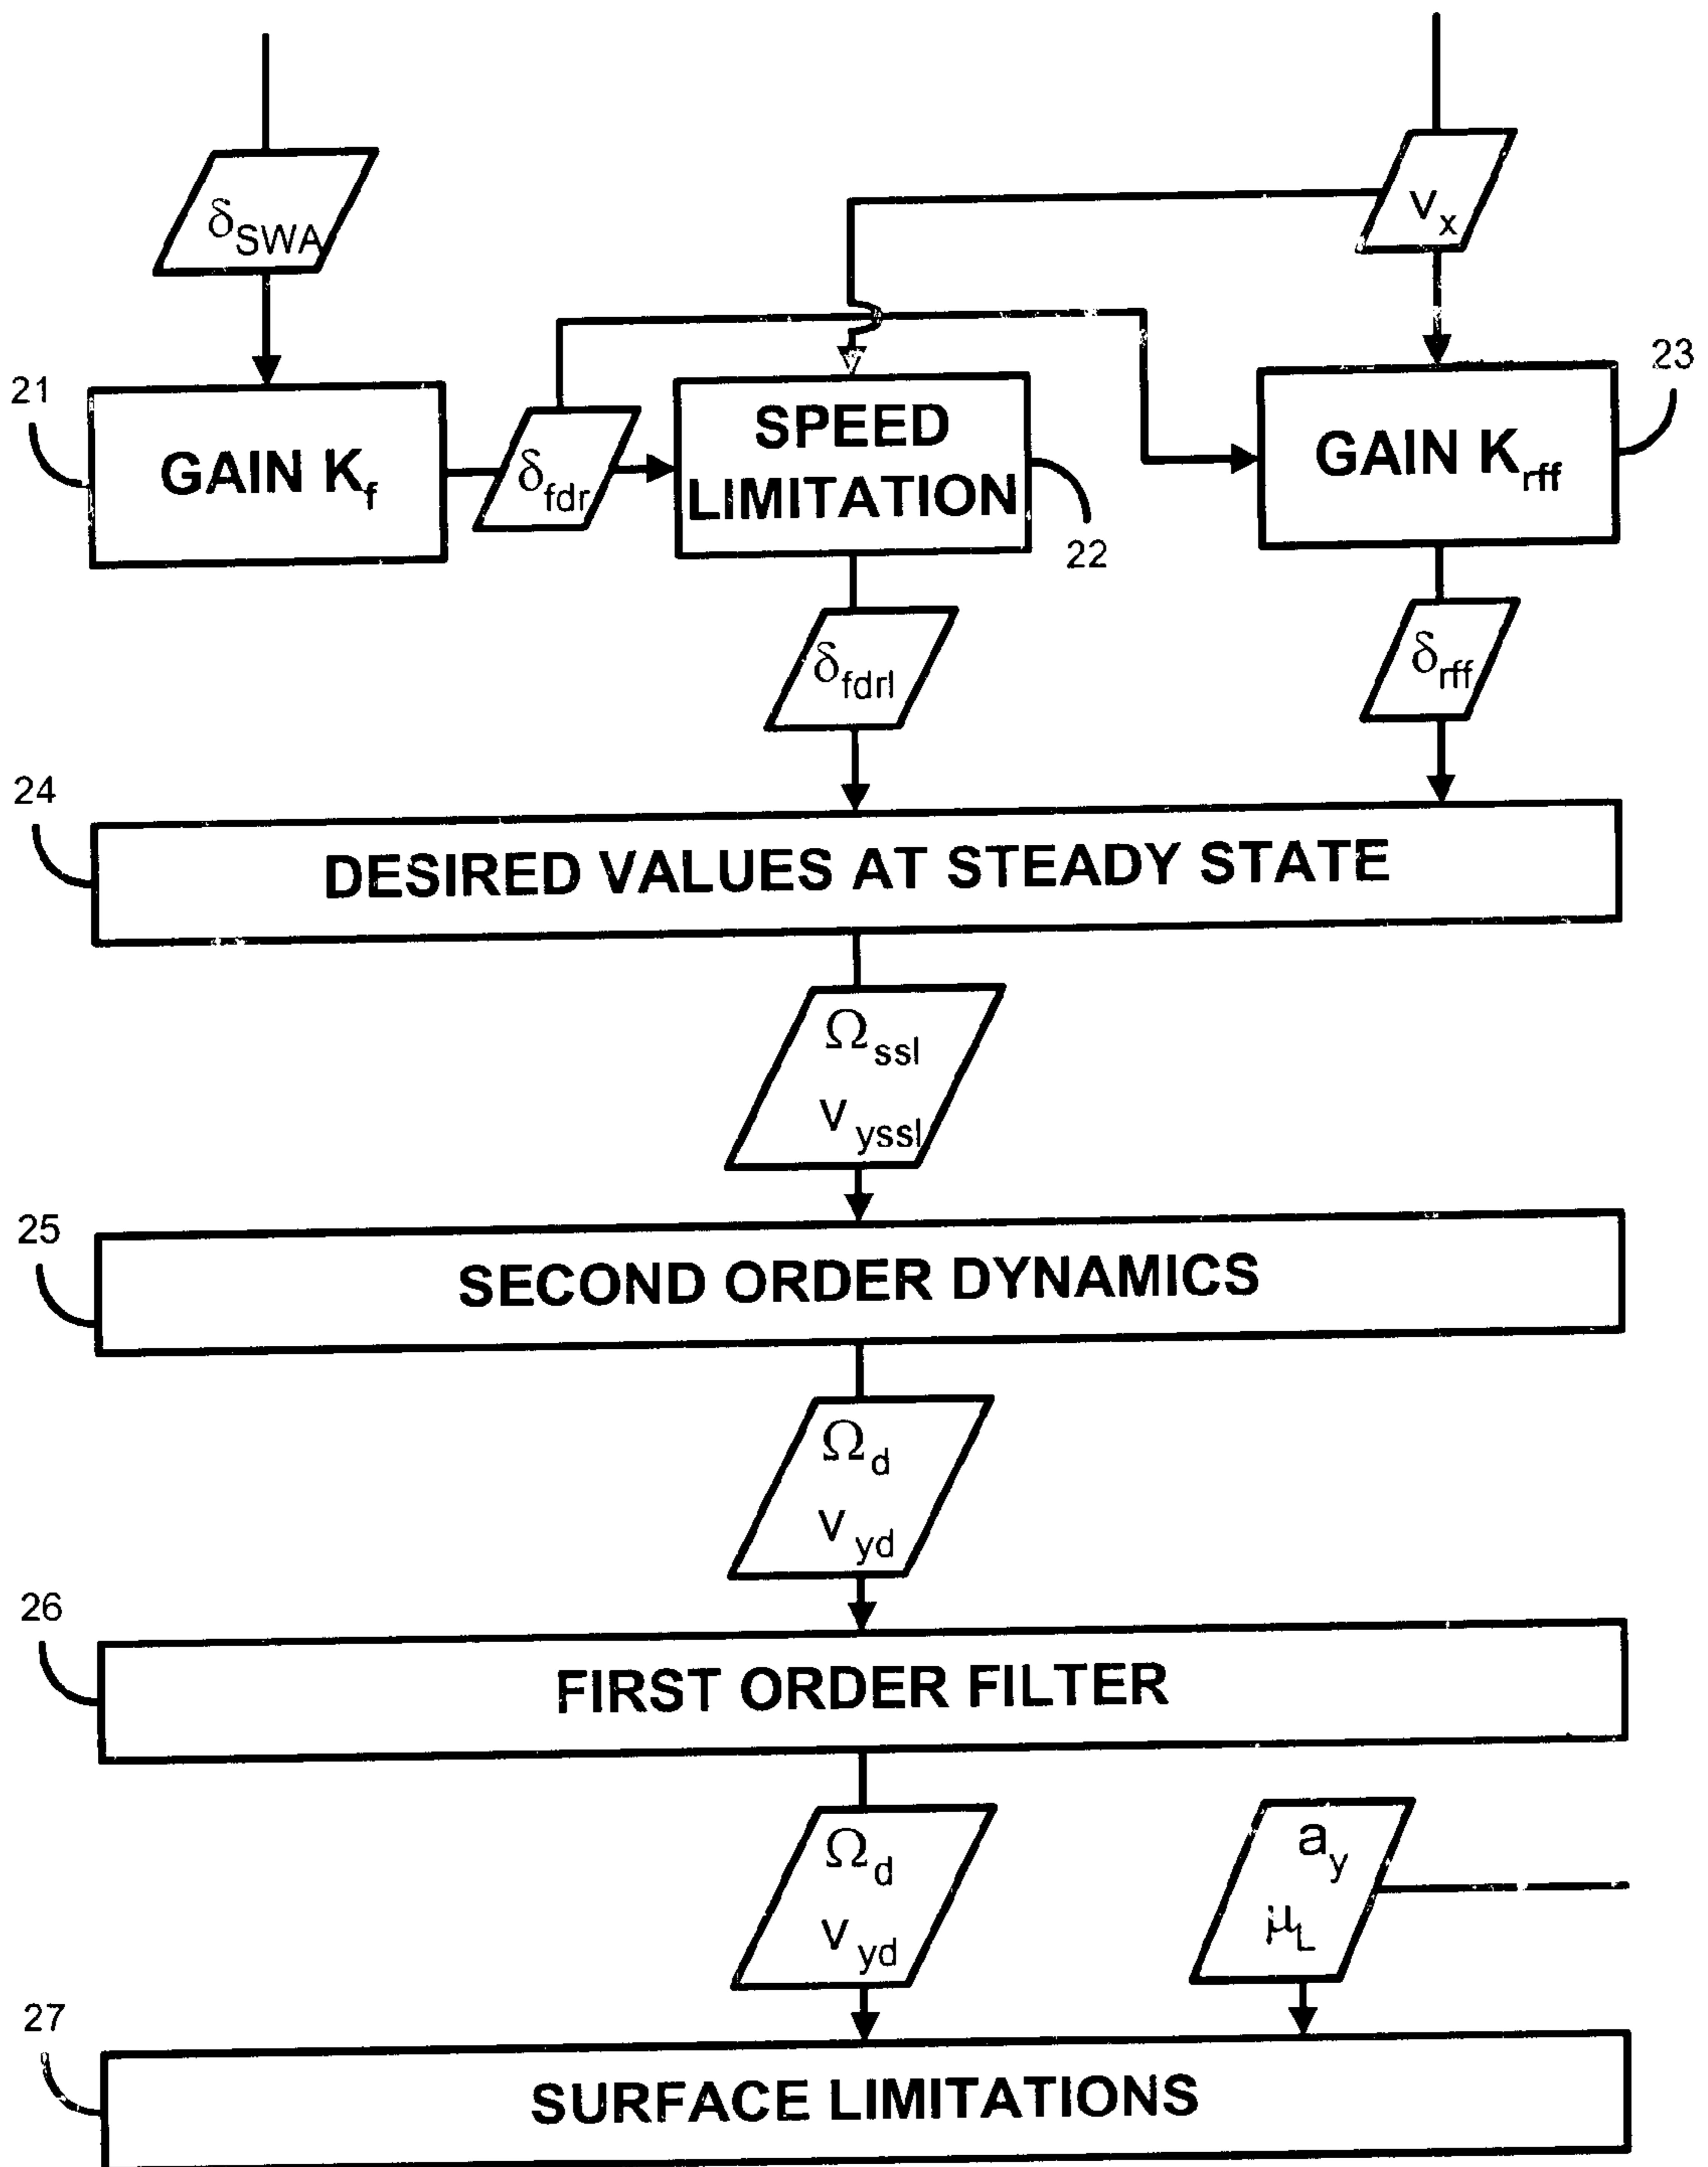 δSWA
vx
21
GAIN Kf
δfdr
SPEED
LIMITATION
22
GAIN Krff
23
δfdrl
δrff
24
DESIRED VALUES AT STEADY STATE
Ωssl
vyssl
25
SECOND ORDER DYNAMICS
Ωd
vyd
26
FIRST ORDER FILTER
Ωd
vyd
ay
μL
27
SURFACE LIMITATIONS